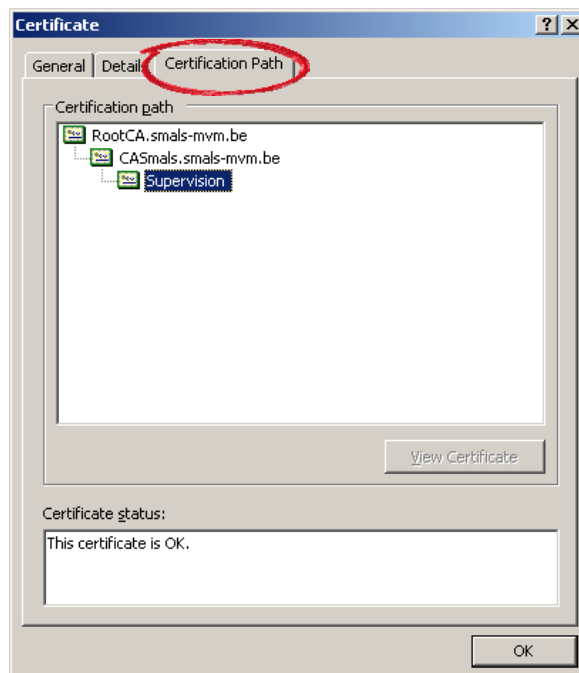 Certificate
General Detail Certification Path
Certification path
RootCA.smals-mvm.be
CASmals.smals-mvm.be
Supervision
View Certificate
Certificate status:
This certificate is OK.
OK